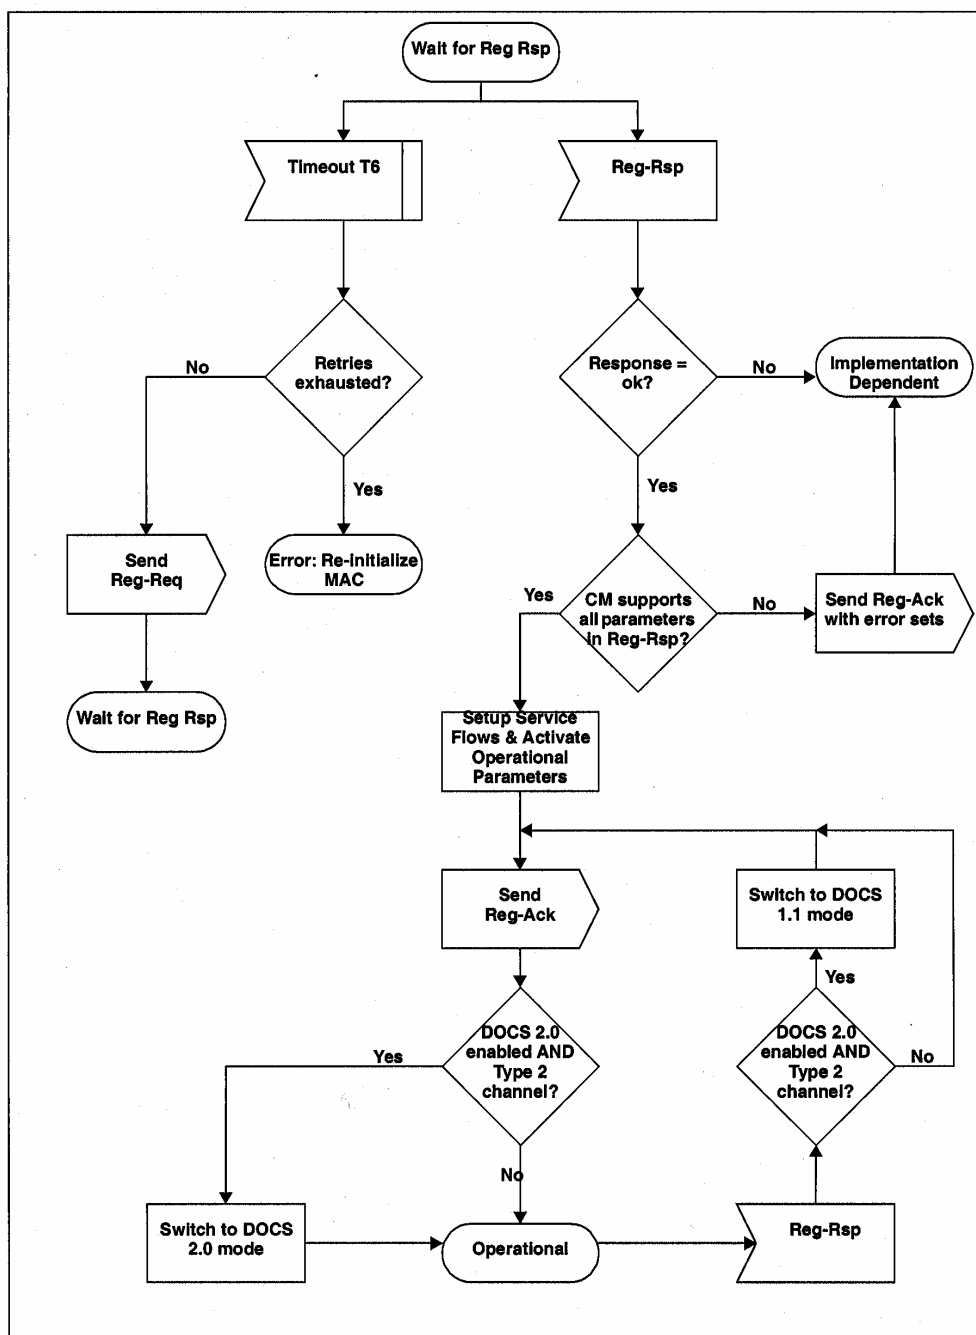 Wait for Reg Rsp
Timeout T6
Reg-Rsp
Retries
exhausted?
No
Yes
Response =
ok?
No
Yes
Implementation
Dependent
Send
Reg-Req
Error: Re-initialize
MAC
Wait for Reg Rsp
CM supports
all parameters
in Reg-Rsp?
Yes
No
Send Reg-Ack
with error sets
Setup Service
Flows & Activate
Operational
Parameters
Send
Reg-Ack
Switch to DOCS
1.1 mode
Yes
DOCS 2.0
enabled AND
Type 2
channel?
Yes
No
DOCS 2.0
enabled AND
Type 2
channel?
No
Switch to DOCS
2.0 mode
Operational
Reg-Rsp